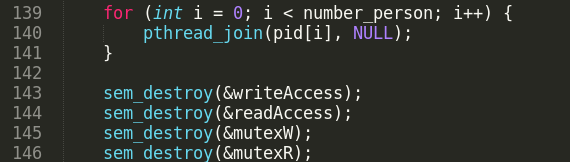 139 for (int i = 0; i < number_person; i++) {
140 pthread_join(pid[i], NULL);
141 }
142
143 sem_destroy(&writeAccess);
144 sem_destroy(&readAccess);
145 sem_destroy(&mutexW);
146 sem_destroy(&mutexR);